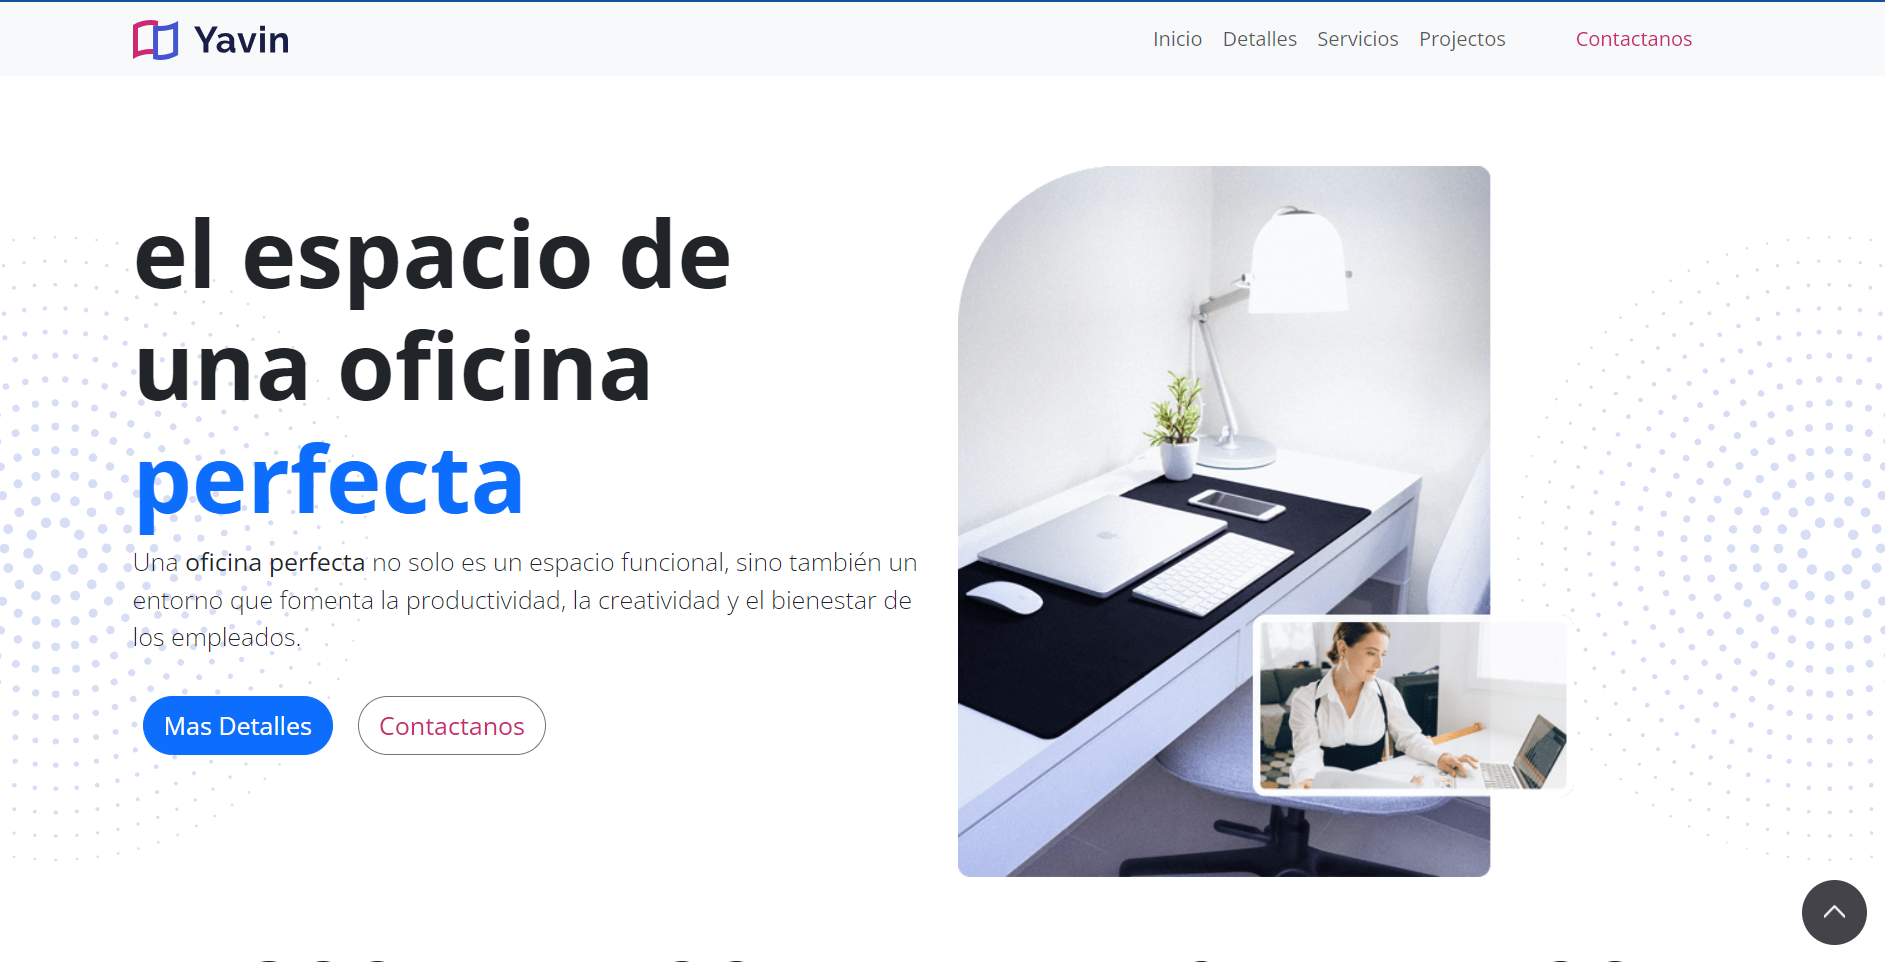 Yavin
Inicio Detalles Servicios Projectos Contactanos
el espacio de
una oficina
perfecta
Una oficina perfecta no solo es un espacio funcional, sino también un
entorno que fomenta la productividad, la creatividad y el bienestar de
los empleados.
Mas Detalles Contactanos